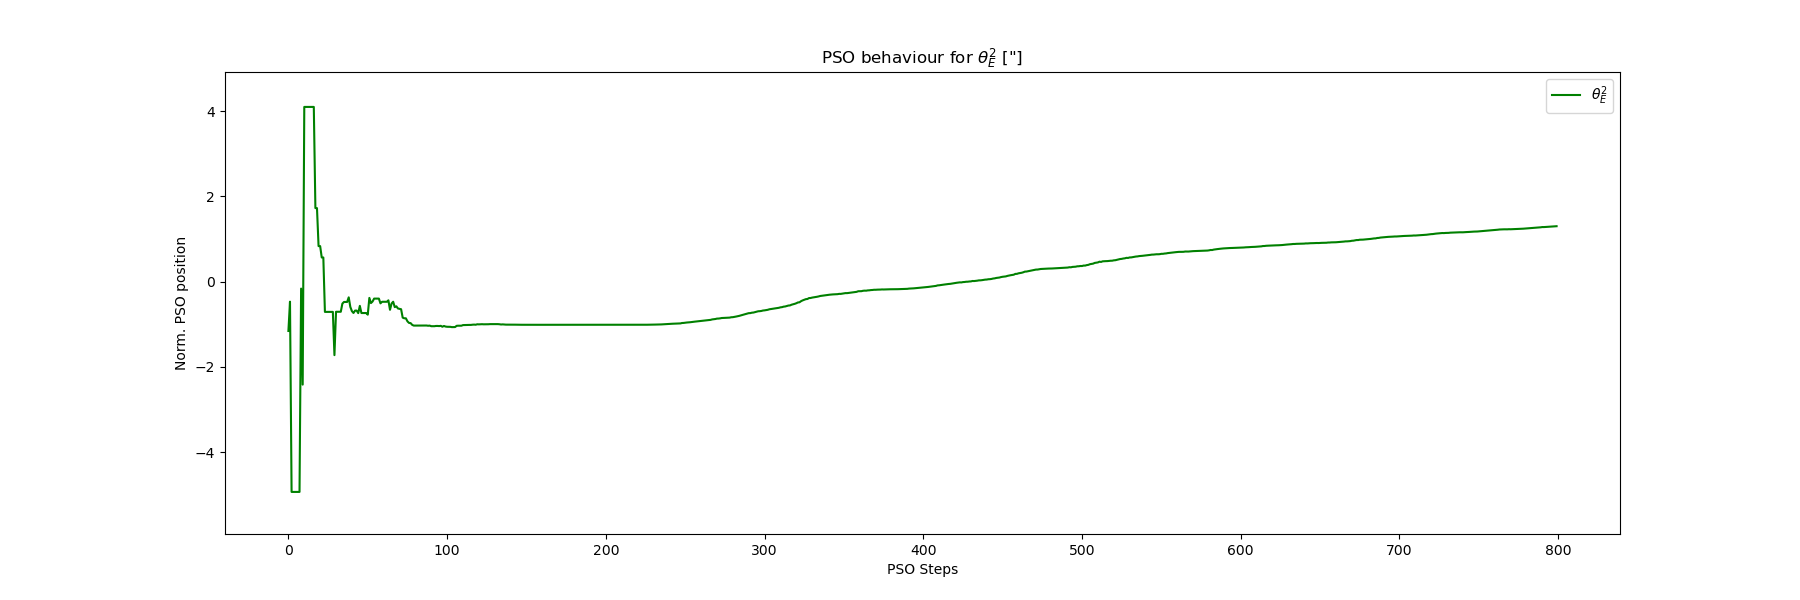 PSO behaviour for θ_E^2 ["]
θ_E^2
Norm. PSO position
4
2
0
−2
−4
0 100 200 300 400 500 600 700 800
PSO Steps